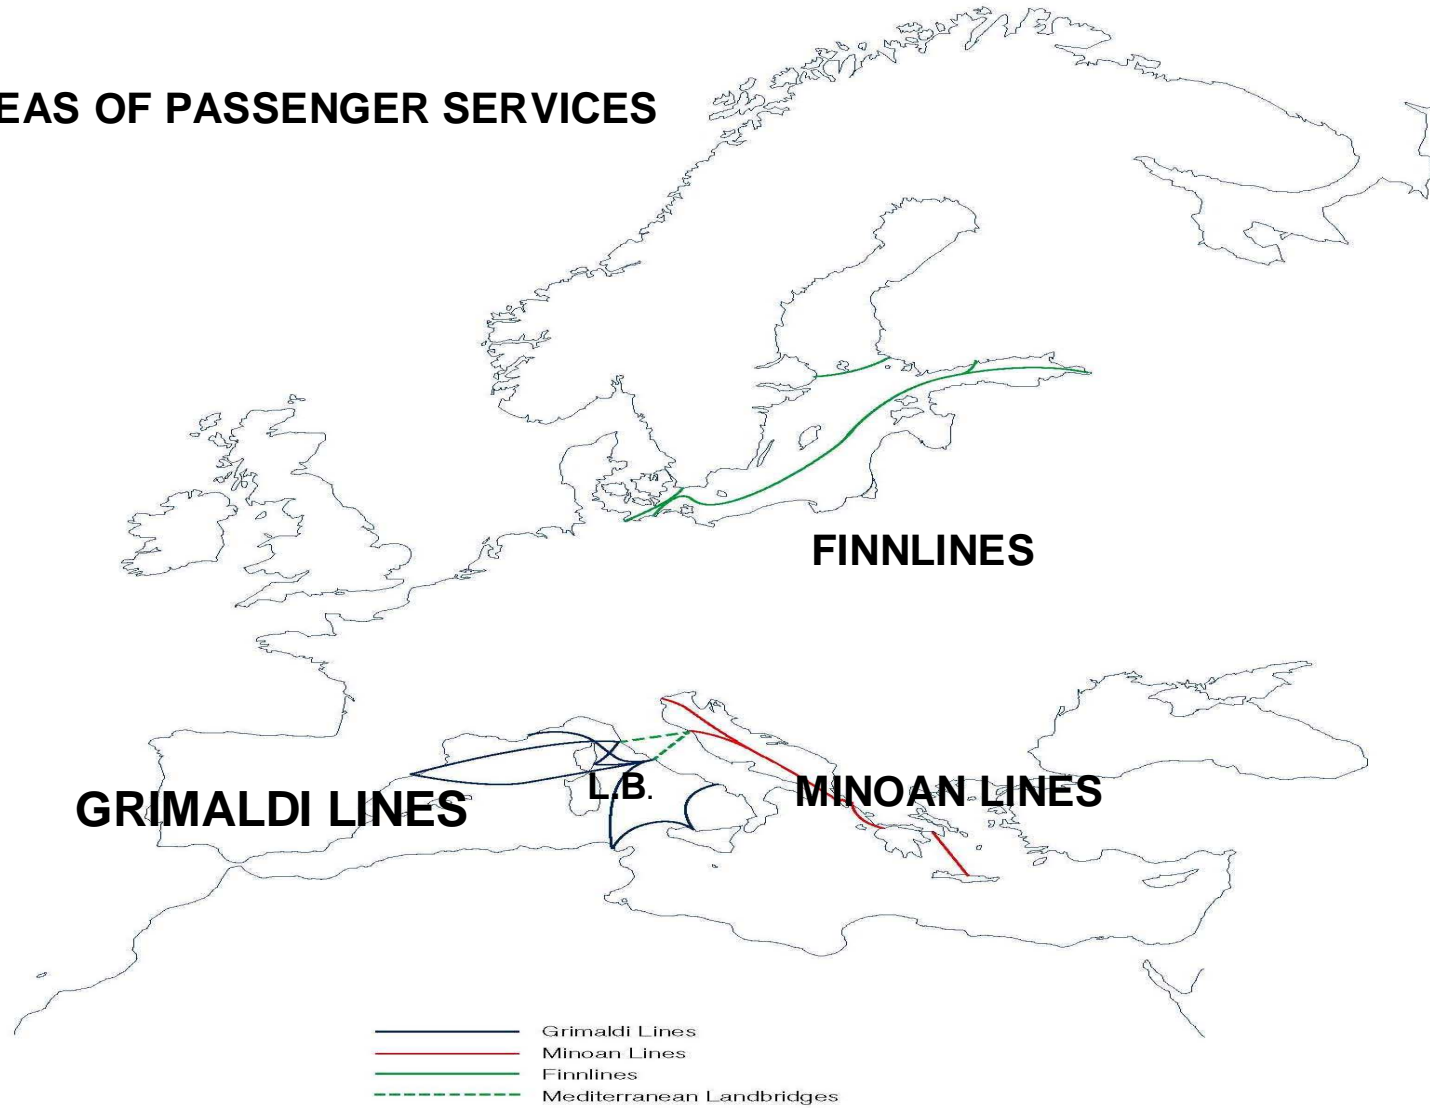 EAS OF PASSENGER SERVICES
FINNLINES
GRIMALDI LINES
L.B.
MINOAN LINES
Grimaldi Lines
Minoan Lines
Finnlines
Mediterranean Landbridges